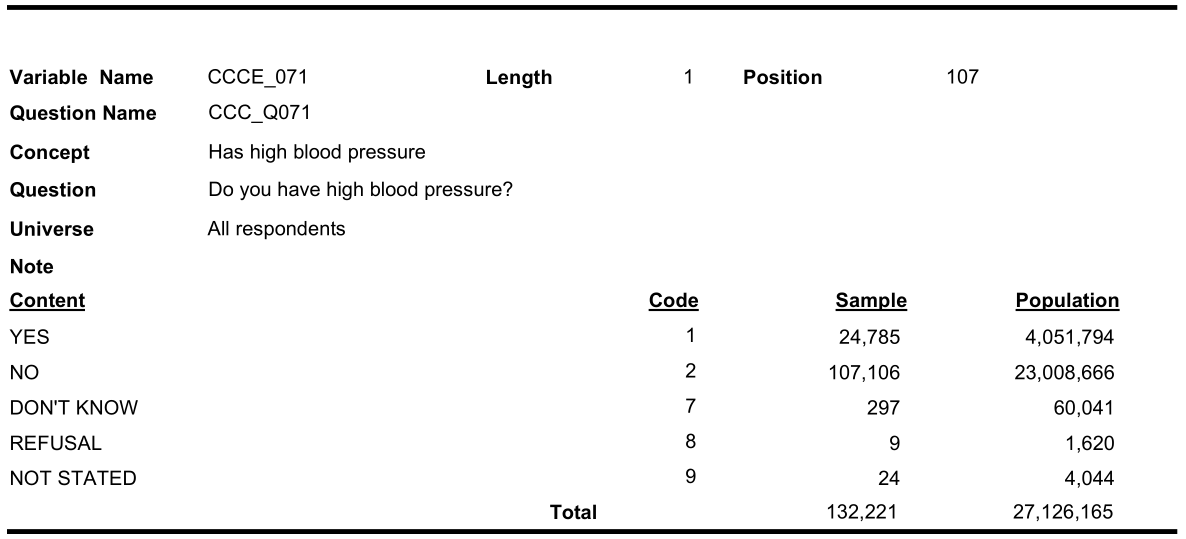 Variable Name CCCE_071 Length 1 Position 107
Question Name CCC_Q071
Concept Has high blood pressure
Question Do you have high blood pressure?
Universe All respondents
Note
Content Code Sample Population
YES 1 24,785 4,051,794
NO 2 107,106 23,008,666
DON'T KNOW 7 297 60,041
REFUSAL 8 9 1,620
NOT STATED 9 24 4,044
Total 132,221 27,126,165